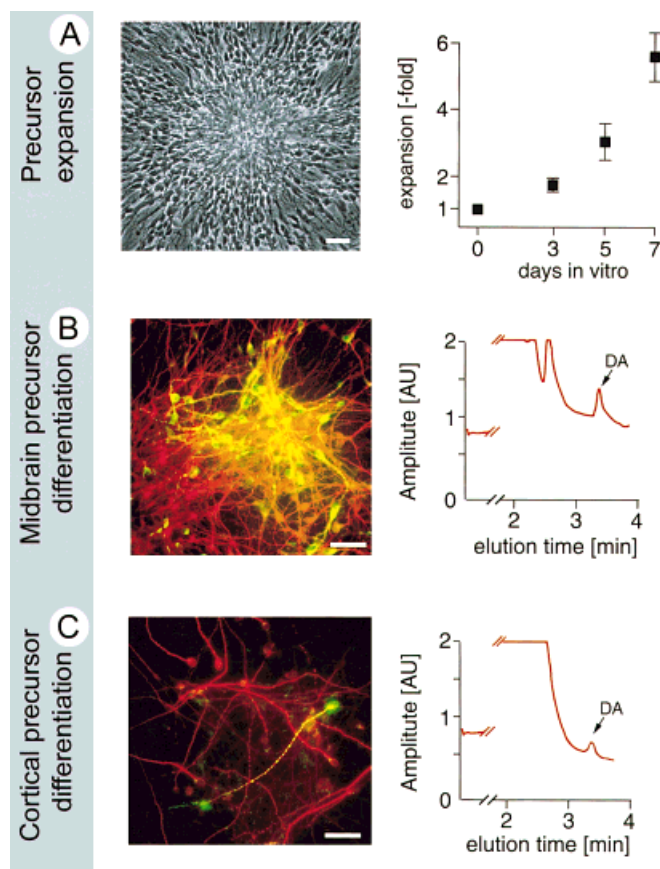 A
Precursor
expansion
expansion [-fold]
6
4
2
1
0
3
5
7
days in vitro
B
Midbrain precursor
differentiation
Amplitude [AU]
2
1
0
DA
2
3
4
elution time [min]
C
Cortical precursor
differentiation
Amplitude [AU]
2
1
0
DA
2
3
4
elution time [min]